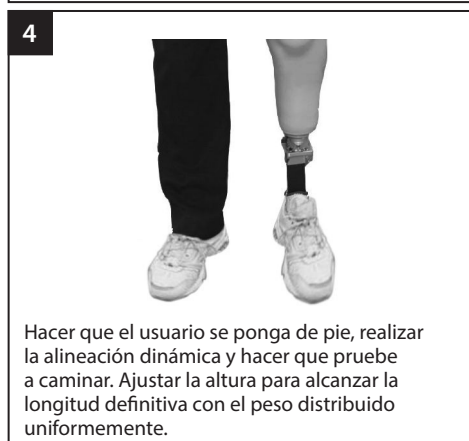 4
Hacer que el usuario se ponga de pie, realizar
la alineación dinámica y hacer que pruebe
a caminar. Ajustar la altura para alcanzar la
longitud definitiva con el peso distribuido
uniformemente.